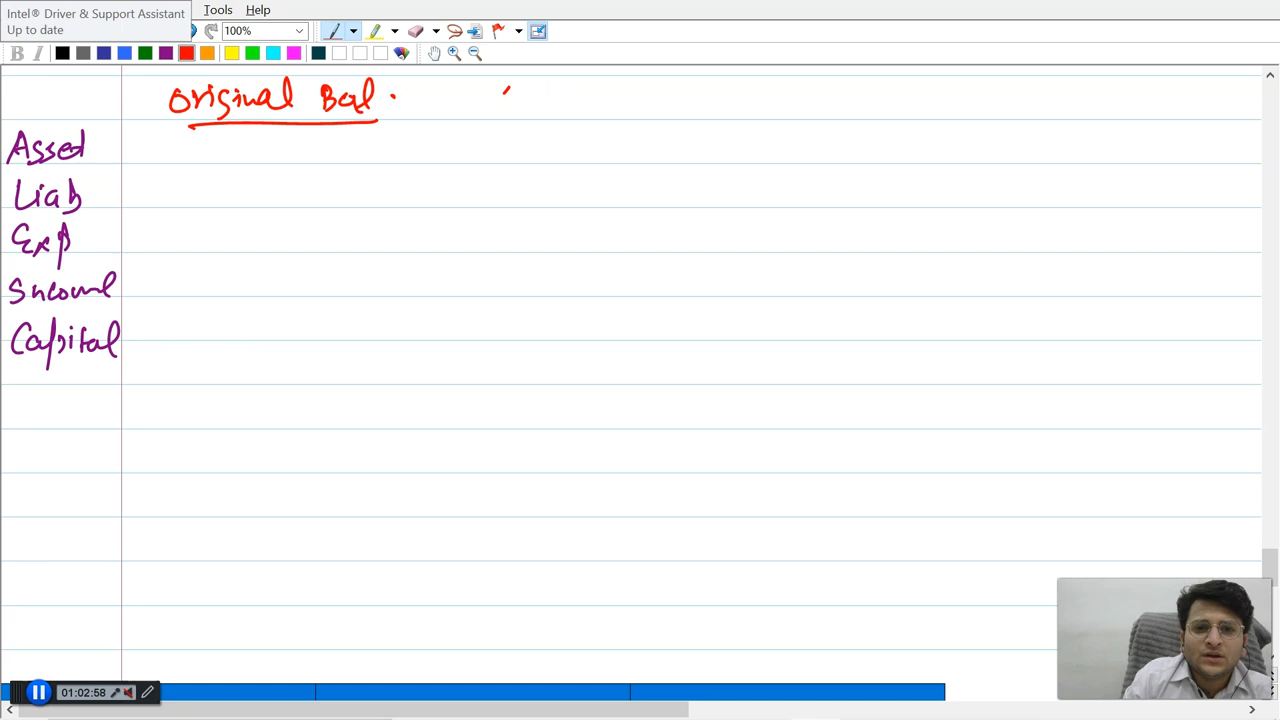 Intel® Driver & Support Assistant
Up to date
Tools Help
100%
B I
Original Bal.
Asset
Liab
Exp
Income
Capital
01:02:58